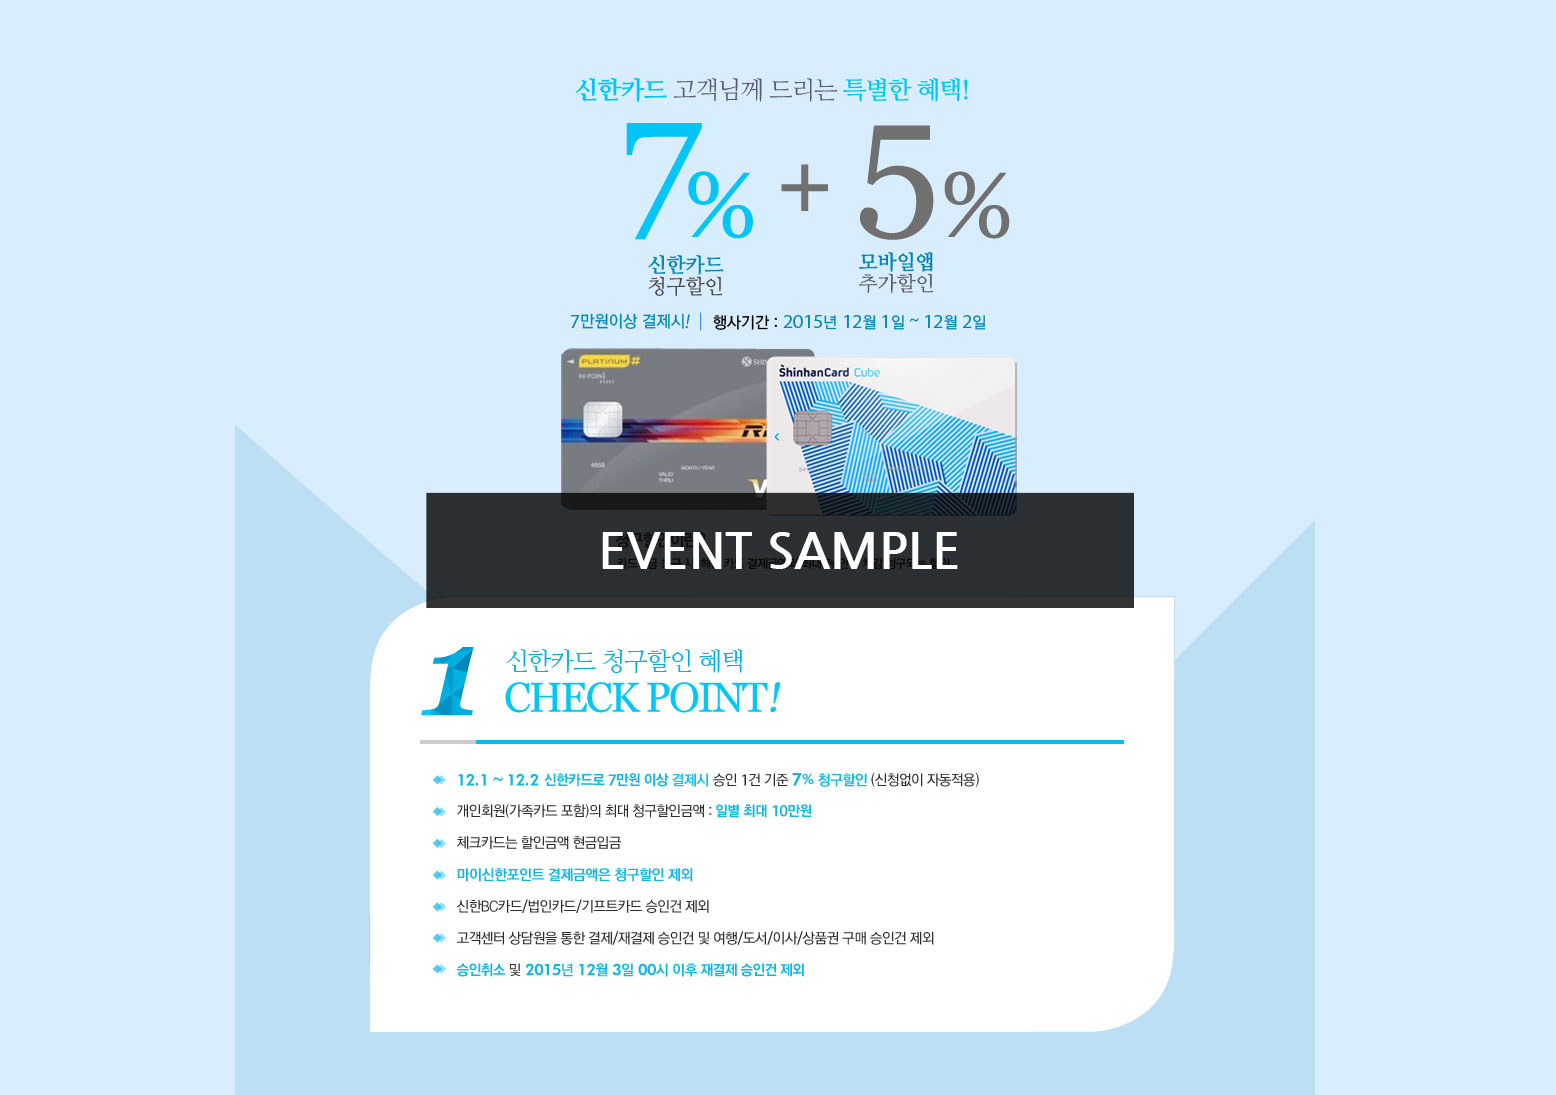 신한카드 고객님께 드리는 특별한 혜택!
7% + 5%
신한카드
청구할인
모바일앱
추가할인
7만원이상 결제시! | 행사기간 : 2015년 12월 1일 ~ 12월 2일
PLATINUM#
ShinhanCard Cube
MONTH/YEAR
4658
VALID
THRU
EVENT SAMPLE
1
신한카드 청구할인 혜택
CHECK POINT!
12.1 ~ 12.2 신한카드로 7만원 이상 결제시 승인 1건 기준 7% 청구할인 (신청없이 자동적용)
개인회원(가족카드 포함)의 최대 청구할인금액 : 일별 최대 10만원
체크카드는 할인금액 현금입금
마이신한포인트 결제금액은 청구할인 제외
신한BC카드/법인카드/기프트카드 승인건 제외
고객센터 상담원을 통한 결제/재결제 승인건 및 여행/도서/이사/상품권 구매 승인건 제외
승인취소 및 2015년 12월 3일 00시 이후 재결제 승인건 제외